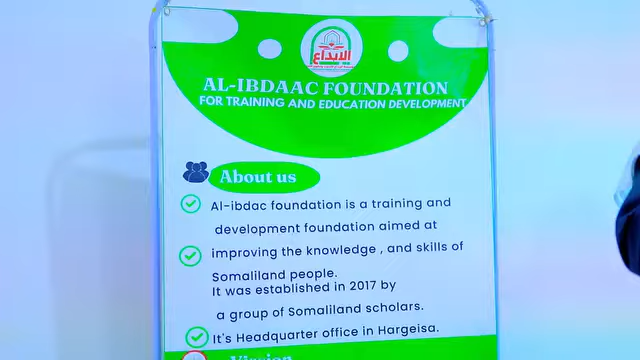 الإبداع
AL-IBDAAC FOUNDATION
FOR TRAINING AND EDUCATION DEVELOPMENT
About us
Al-ibdac foundation is a training and
development foundation aimed at
improving the knowledge , and skills of
Somaliland people.
It was established in 2017 by
a group of Somaliland scholars.
It's Headquarter office in Hargeisa.